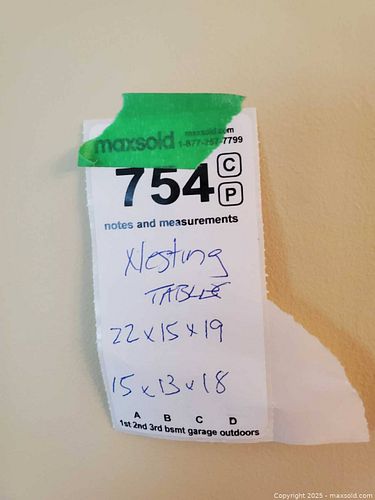 maxsold maxsold.com
1-877-257-7799
754 C
P
notes and measurements
Nesting
TABLE
22 x 15 x 19
15 x 13 x 18
A B C D
1st 2nd 3rd bsmt garage outdoors
Copyright 2025 - maxsold.com